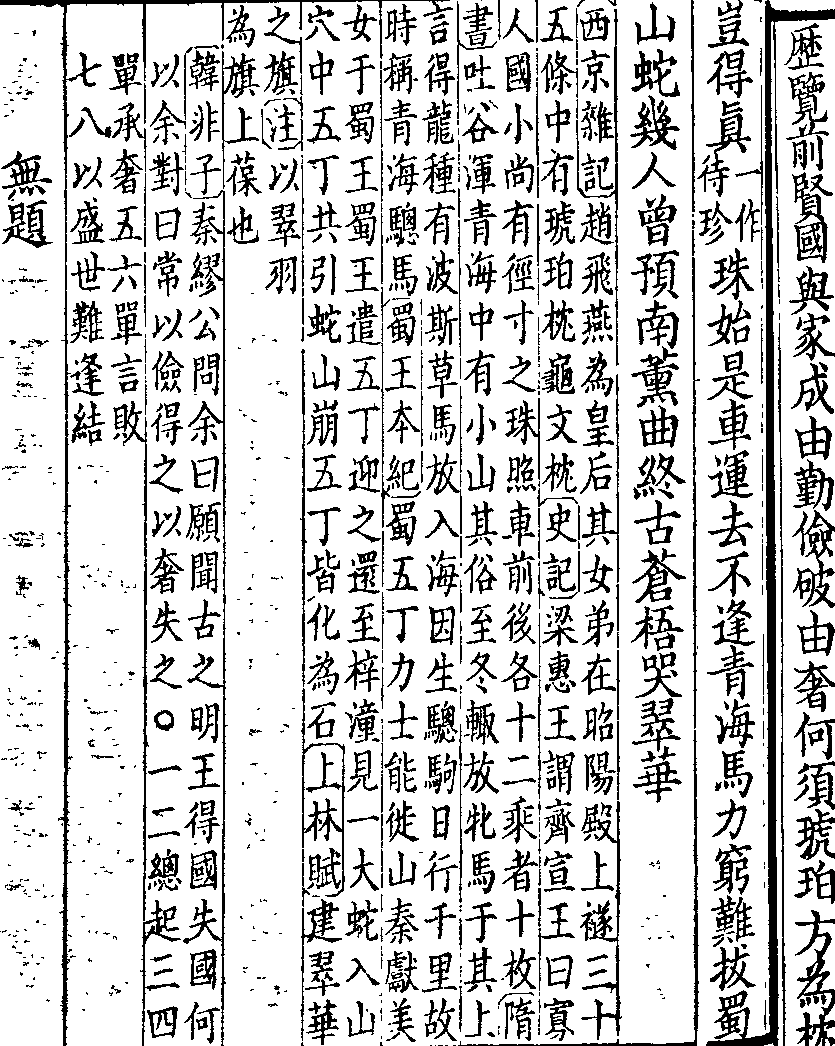 歷覽前賢國與家成由勤儉破由奢何須琥珀方為枕
豈得眞一作待珍珠始是車運去不逢青海馬力窮難拔蜀
山蛇幾人曾預南薰曲終古蒼梧哭翠華
西京雜記趙飛燕為皇后其女弟在昭陽殿上襚三十
五條中有琥珀枕龜文枕史記梁惠王謂齊宣王曰寡
人國小尚有徑寸之珠照車前後各十二乘者十枚隋
書吐谷渾青海中有小山其俗至冬輙放牝馬于其上
言得龍種有波斯草馬放入海因生驄駒日行千里故
時稱青海驄馬蜀王本紀蜀五丁力士能徙山秦獻美
女于蜀王蜀王遣五丁迎之還至梓潼見一大蛇入山
穴中五丁共引蛇山崩五丁皆化為石上林賦建翠華
之旗注以翠羽
為旗上葆也
韓非子秦繆公問余曰願聞古之明王得國失國何
以余對曰常以儉得之以奢失之○一二總起三四
單承奢五六單言敗
七八以盛世難逢結
無題